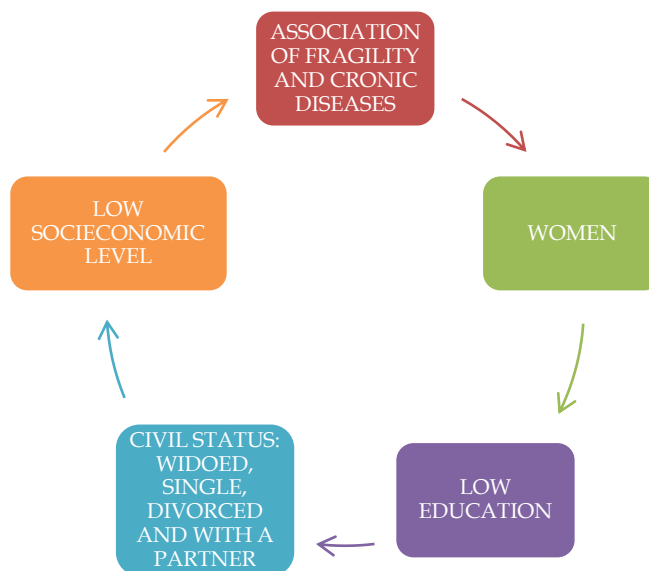 ASSOCIATION
OF FRAGILITY
AND CRONIC
DISEASES
WOMEN
LOW
EDUCATION
CIVIL STATUS:
WIDOED,
SINGLE,
DIVORCED
AND WITH A
PARTNER
LOW
SOCIECONOMIC
LEVEL